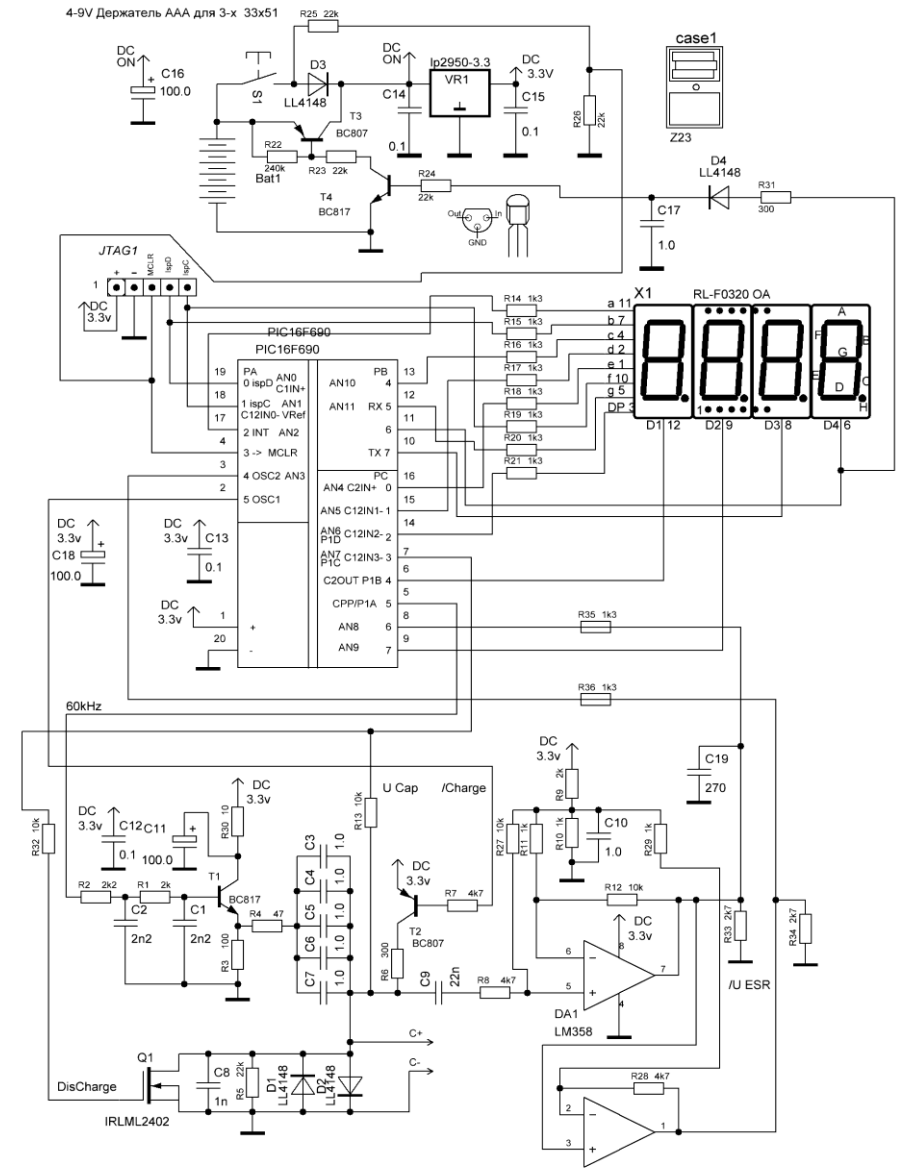 4-9V Держатель AAA для 3-х 33x51
R25 22k
case1
DC
ON
C16
100.0
D3
LL4148
S1
DC
ON
lp2950-3.3
VR1
DC
3.3V
C14
0.1
C15
0.1
R26
22k
Z23
T3
BC807
R22
240k
R23 22k
Bat1
D4
LL4148
R31
300
T4
BC817
R24
22k
Out
In
GND
C17
1.0
JTAG1
+
-
MCLR
IspD
IspC
1
DC
3.3v
X1
RL-F0320 OA
R14 1k3
R15 1k3
R16 1k3
R17 1k3
R18 1k3
R19 1k3
R20 1k3
R21 1k3
a 11
b 7
c 4
d 2
e 1
f 10
g 5
DP 3
A
F
B
G
E
C
D
H
1
D1 12
D2 9
D3 8
D4 6
PIC16F690
PIC16F690
19
18
17
4
3
2
PA
0 ispD AN0
C1IN+
1 ispC AN1
C12IN0- VRef
2 INT AN2
3 -> MCLR
4 OSC2 AN3
5 OSC1
PB
AN10 4
AN11 RX 5
6
TX 7
13
12
11
10
PC
AN4 C2IN+ 0
AN5 C12IN1- 1
AN6 C12IN2- 2
P1D
AN7 C12IN3- 3
P1C
C2OUT P1B 4
CPP/P1A 5
AN8 6
AN9 7
16
15
14
7
6
5
8
9
DC
3.3v
C18
100.0
DC
3.3v
C13
0.1
DC
3.3v
1
+
20
-
R35 1k3
R36 1k3
60kHz
U Cap
/Charge
DC
3.3v
R9 2k
C19
270
DC
3.3v
C12
0.1
C11
100.0
R30 10
DC
3.3v
R13 10k
R32 10k
C3 1.0
C4 1.0
C5 1.0
C6 1.0
C7 1.0
DC
3.3v
R27 10k
R11 1k
R10 1k
C10
1.0
R29 1k
R2 2k2
R1 2k
T1
BC817
R4 47
C2
2n2
C1
2n2
R3 100
R7 4k7
T2
BC807
R6 300
C9
22n
R8 4k7
R12 10k
DC
3.3v
8
6
-
7
5
+
4
DA1
LM358
R33 2k7
R34 2k7
/U ESR
C+
C-
Q1
DisCharge
IRLML2402
C8
1n
R5 22k
D1
LL4148
D2
LL4148
R28 4k7
2
-
1
3
+